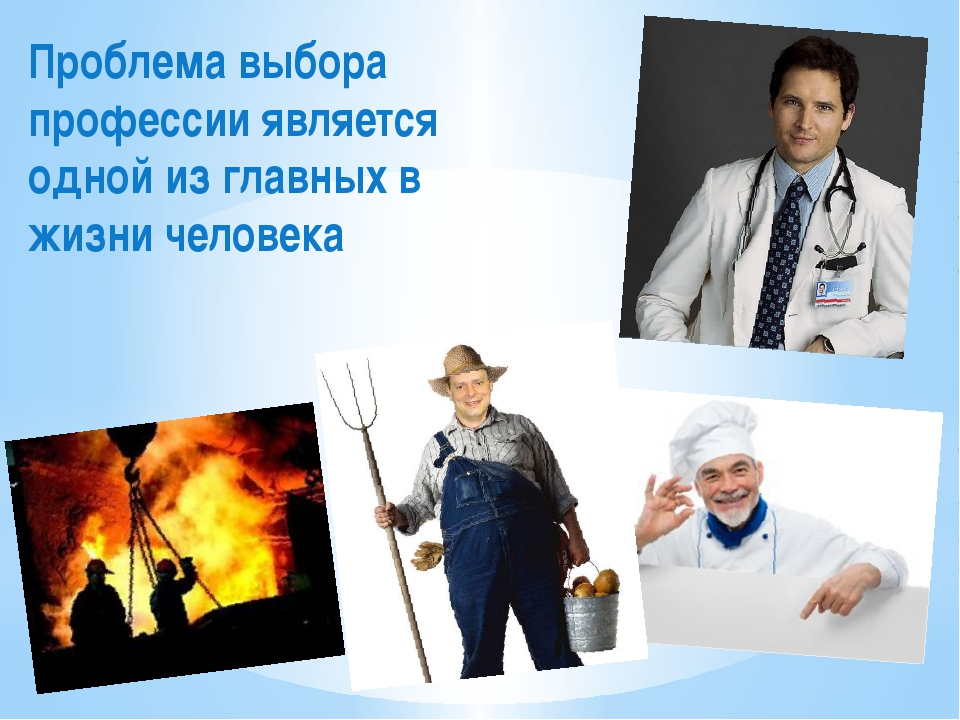 Проблема выбора
профессии является
одной из главных в
жизни человека